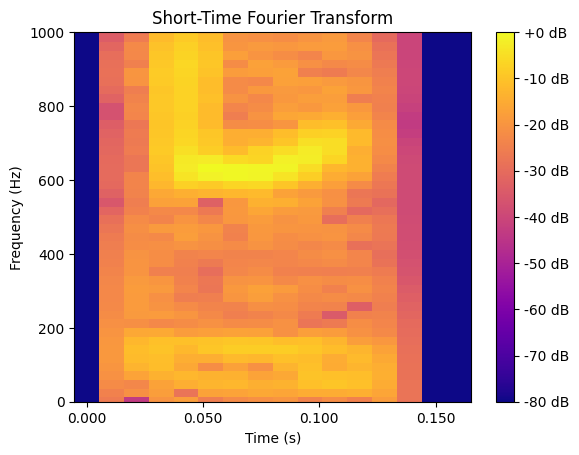 Short-Time Fourier Transform
1000
800
600
400
200
0
Frequency (Hz)
0.000
0.050
0.100
0.150
Time (s)
+0 dB
-10 dB
-20 dB
-30 dB
-40 dB
-50 dB
-60 dB
-70 dB
-80 dB